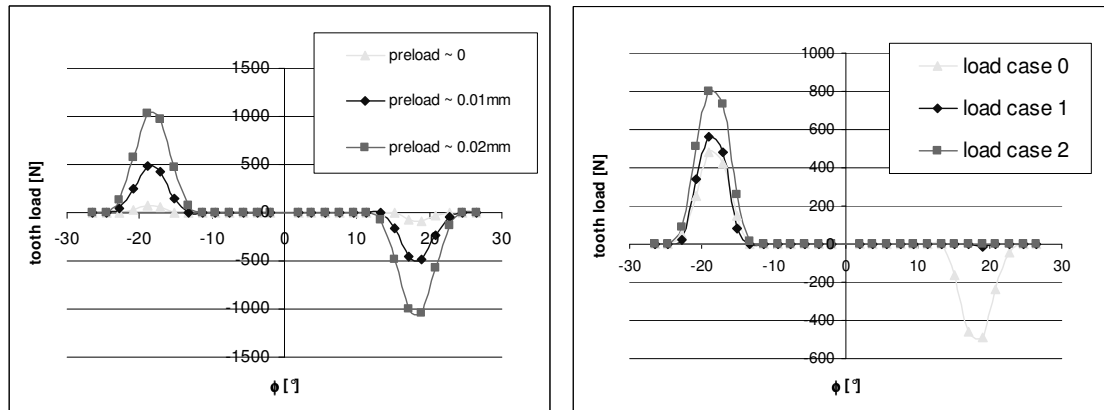 preload ~ 0
preload ~ 0.01mm
preload ~ 0.02mm
1500
1000
500
0
-500
-1000
-1500
-30 -20 -10 0 10 20 30
tooth load [N]
ϕ [°]
load case 0
load case 1
load case 2
1000
800
600
400
200
0
-200
-400
-600
-30 -20 -10 0 10 20 30
tooth load [N]
ϕ [°]